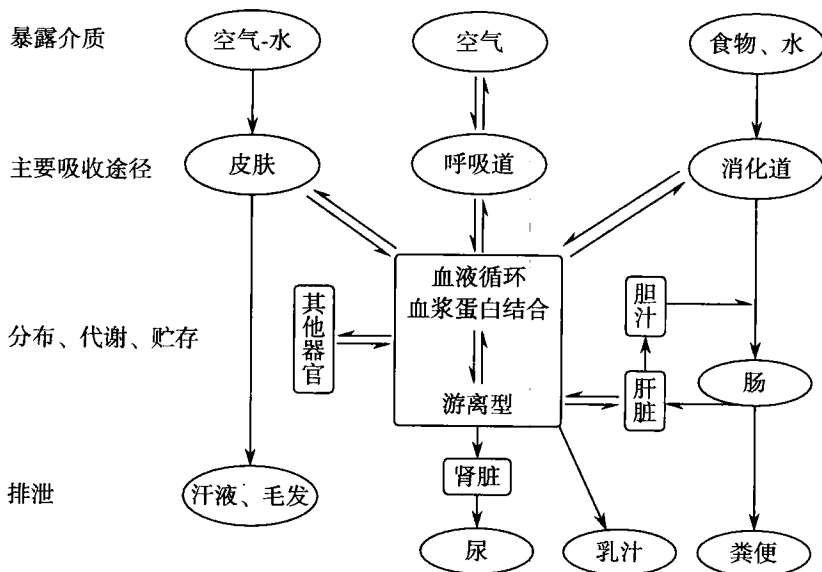 暴露介质
空气-水
空气
食物、水
主要吸收途径
皮肤
呼吸道
消化道
分布、代谢、贮存
其他器官
血液循环
血浆蛋白结合
游离型
胆汁
肝脏
肠
排泄
汗液、毛发
肾脏
尿
乳汁
粪便